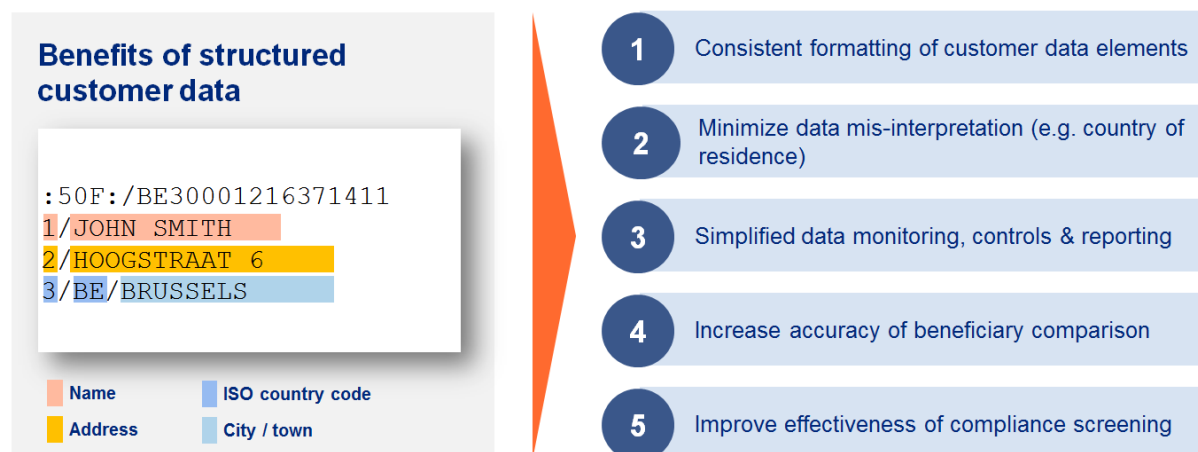 Benefits of structured
customer data
:50F:/BE30001216371411
1/JOHN SMITH
2/HOOGSTRAAT 6
3/BE/BRUSSELS
Name
ISO country code
Address
City / town
1 Consistent formatting of customer data elements
2 Minimize data mis-interpretation (e.g. country of
residence)
3 Simplified data monitoring, controls & reporting
4 Increase accuracy of beneficiary comparison
5 Improve effectiveness of compliance screening